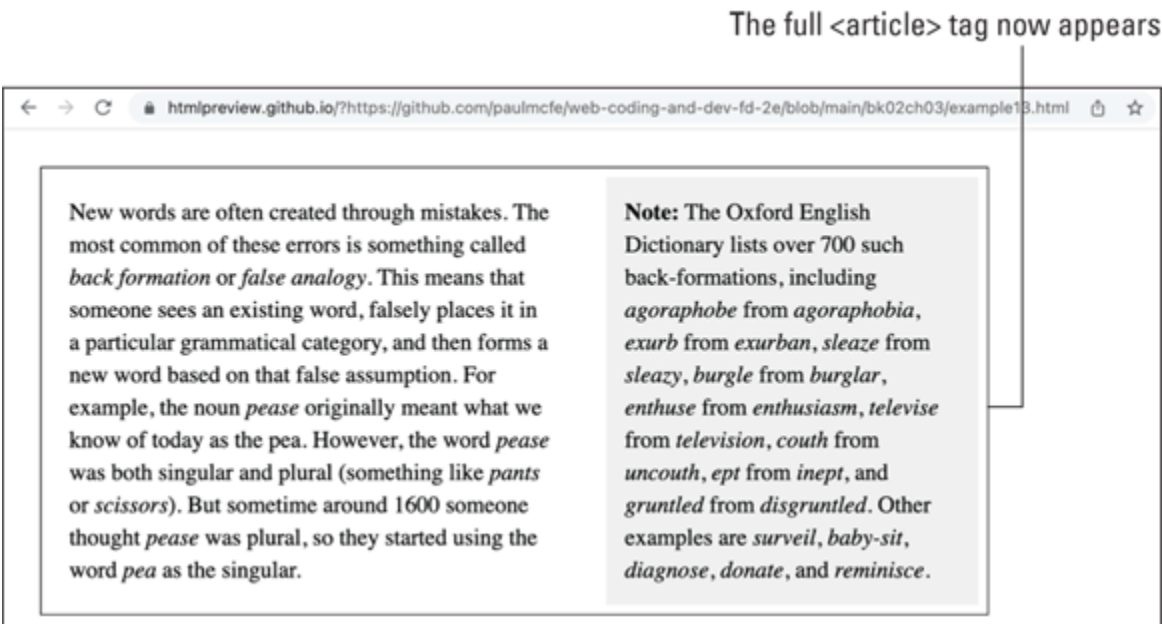 The full <article> tag now appears
htmlpreview.github.io/?https://github.com/paulmcfe/web-coding-and-dev-fd-2e/blob/main/bk02ch03/example13.html
New words are often created through mistakes. The
most common of these errors is something called
back formation or false analogy. This means that
someone sees an existing word, falsely places it in
a particular grammatical category, and then forms a
new word based on that false assumption. For
example, the noun pease originally meant what we
know of today as the pea. However, the word pease
was both singular and plural (something like pants
or scissors). But sometime around 1600 someone
thought pease was plural, so they started using the
word pea as the singular.
Note: The Oxford English
Dictionary lists over 700 such
back-formations, including
agoraphobe from agoraphobia,
exurb from exurban, sleaze from
sleazy, burgle from burglar,
enthuse from enthusiasm, televise
from television, couth from
uncouth, ept from inept, and
gruntled from disgruntled. Other
examples are surveil, baby-sit,
diagnose, donate, and reminisce.